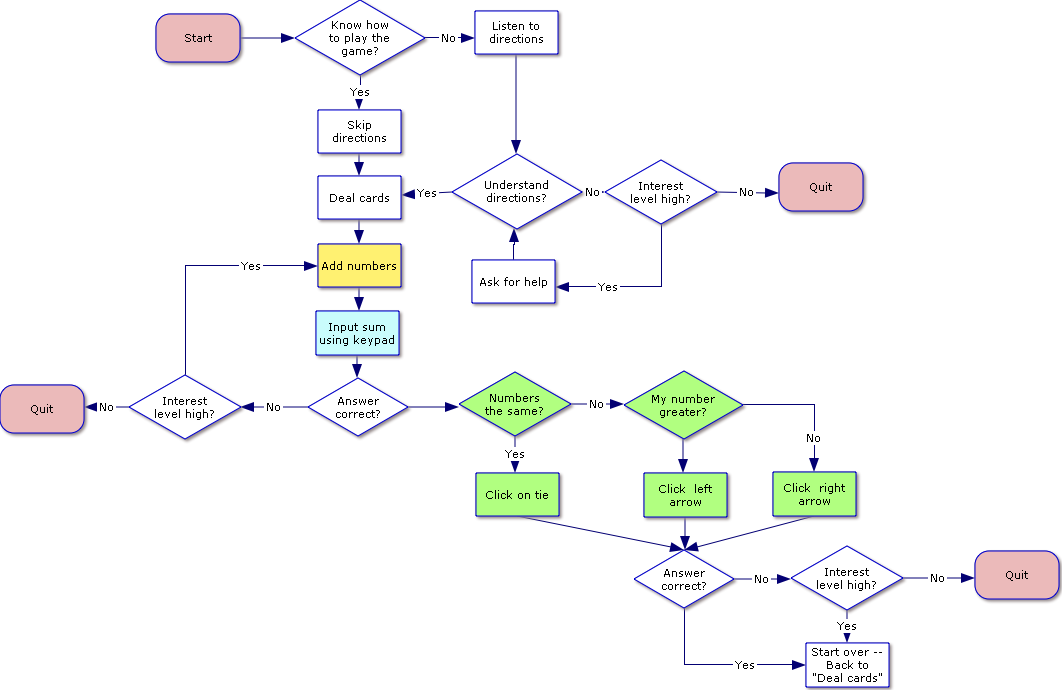 Start
Know how
to play the
game?
No
Listen to
directions
Yes
Skip
directions
Deal cards
Yes
Understand
directions?
No
Interest
level high?
No
Quit
Yes
Add numbers
Ask for help
Yes
Input sum
using keypad
Quit
No
Interest
level high?
No
Answer
correct?
Numbers
the same?
No
My number
greater?
No
Yes
Click on tie
Click  left
arrow
Click  right
arrow
Answer
correct?
No
Interest
level high?
No
Quit
Yes
Yes
Start over --
Back to
"Deal cards"